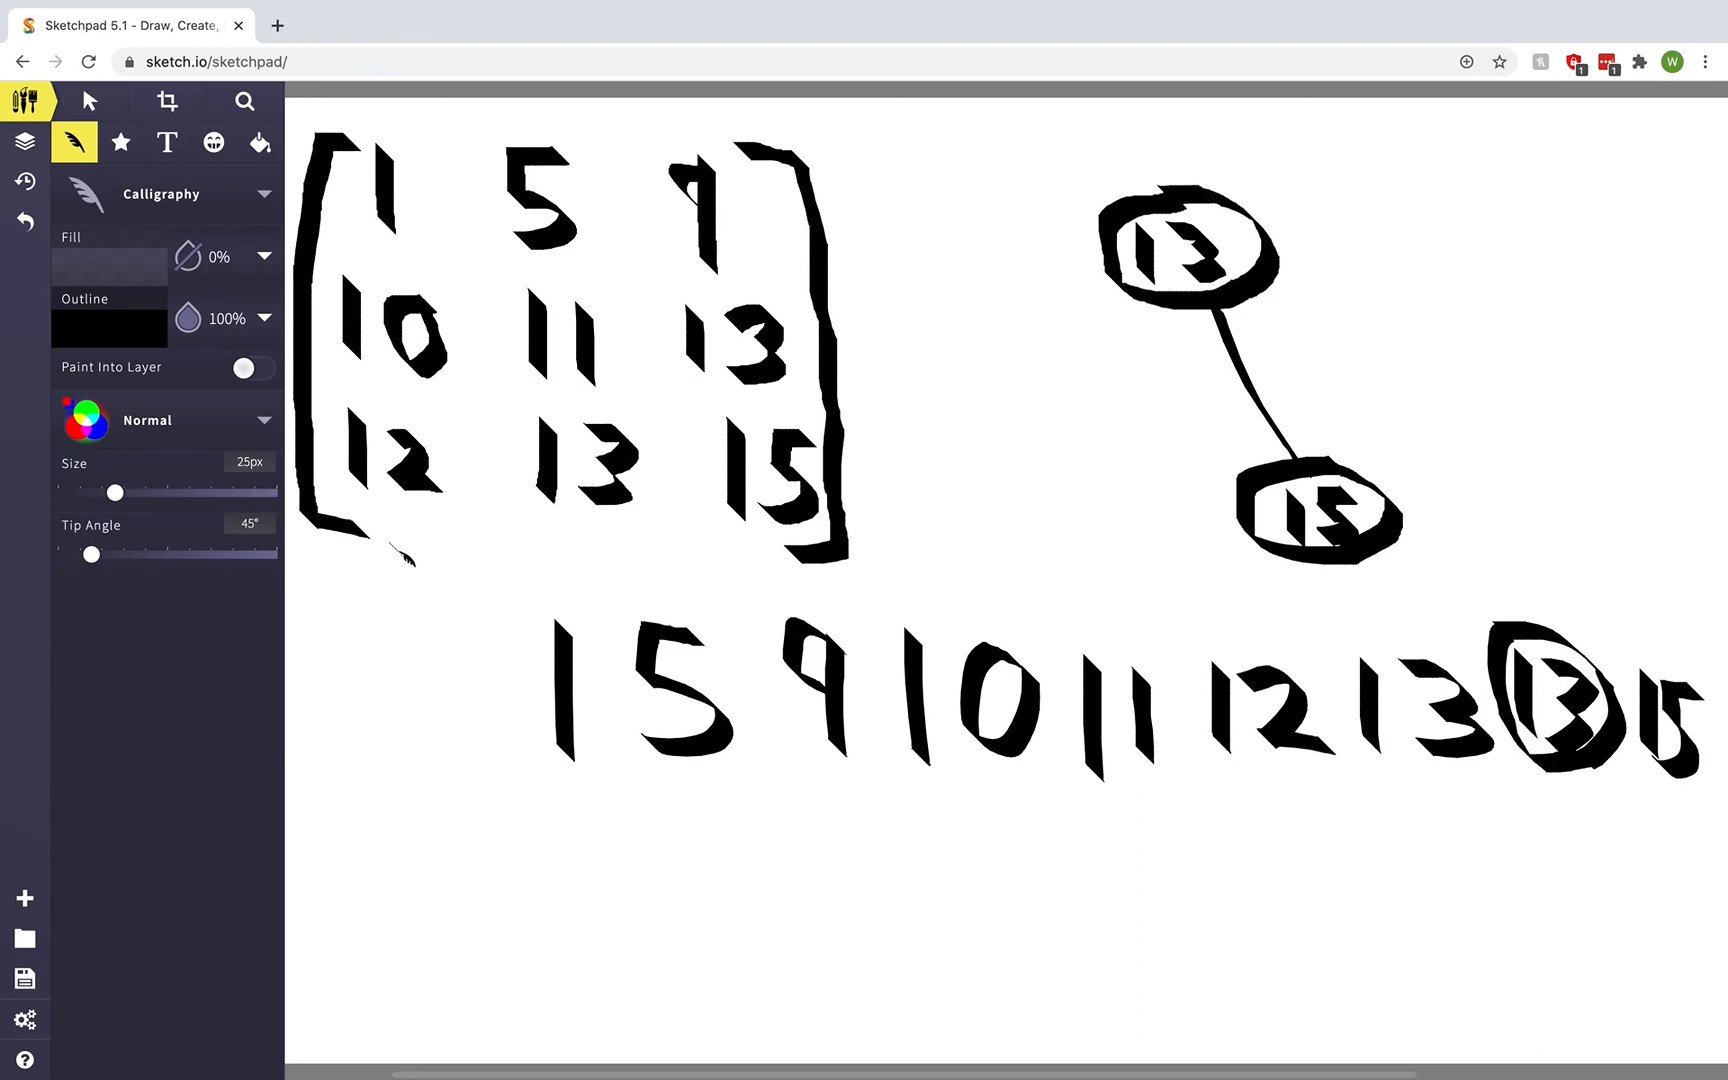 Sketchpad 5.1 - Draw, Create,
sketch.io/sketchpad/
1
1
W
T
Calligraphy
Fill
0%
Outline
100%
Paint Into Layer
Normal
Size
25px
Tip Angle
45°
1 5 9
10 11 13
12 13 15
13
15
1 5 9 10 11 12 13 13 15